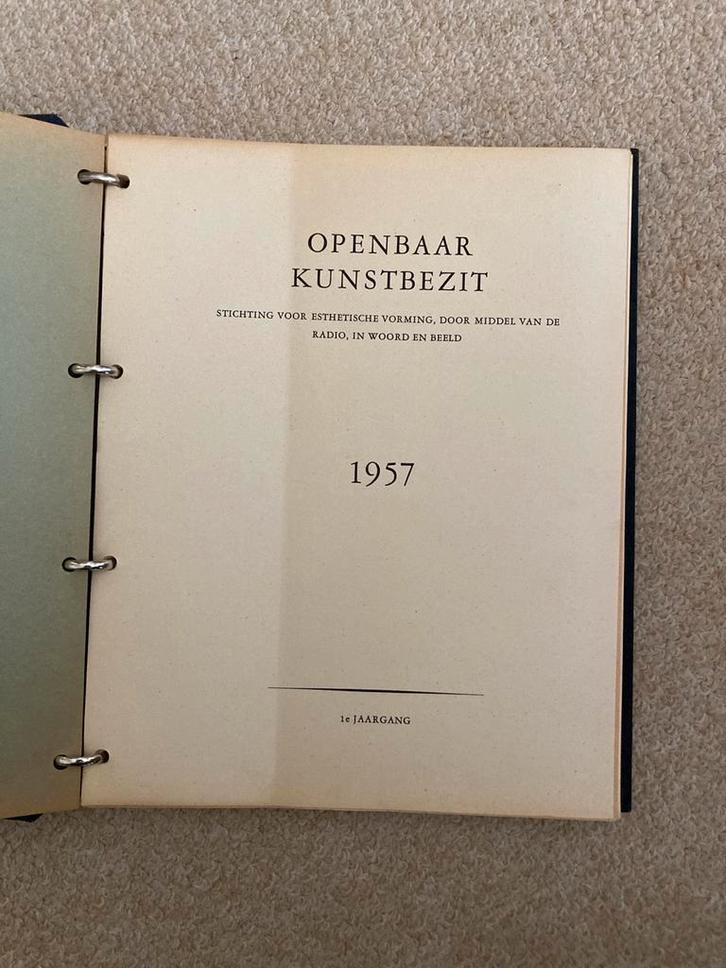 OPENBAAR
KUNSTBEZIT
STICHTING VOOR ESTHETISCHE VORMING, DOOR MIDDEL VAN DE
RADIO, IN WOORD EN BEELD
1957
1e JAARGANG